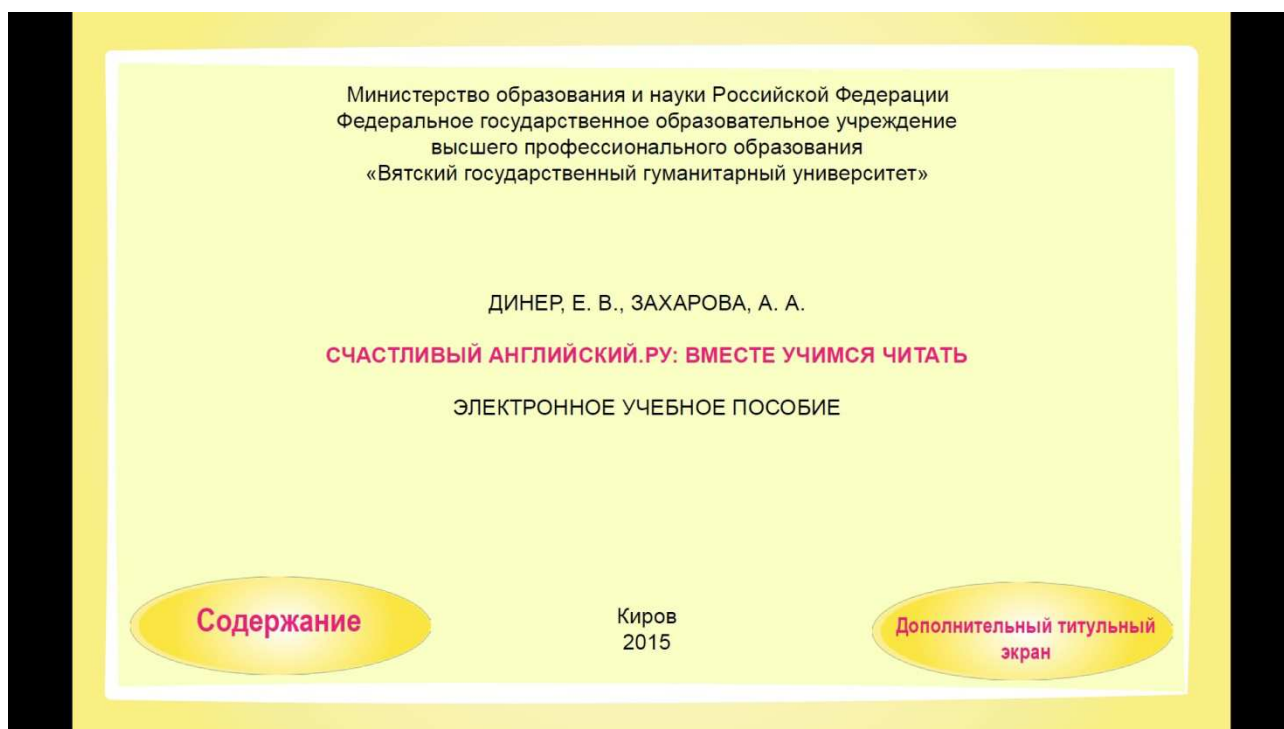 Министерство образования и науки Российской Федерации
Федеральное государственное образовательное учреждение
высшего профессионального образования
«Вятский государственный гуманитарный университет»
ДИНЕР, Е. В., ЗАХАРОВА, А. А.
СЧАСТЛИВЫЙ АНГЛИЙСКИЙ.РУ: ВМЕСТЕ УЧИМСЯ ЧИТАТЬ
ЭЛЕКТРОННОЕ УЧЕБНОЕ ПОСОБИЕ
Содержание
Киров
2015
Дополнительный титульный
экран